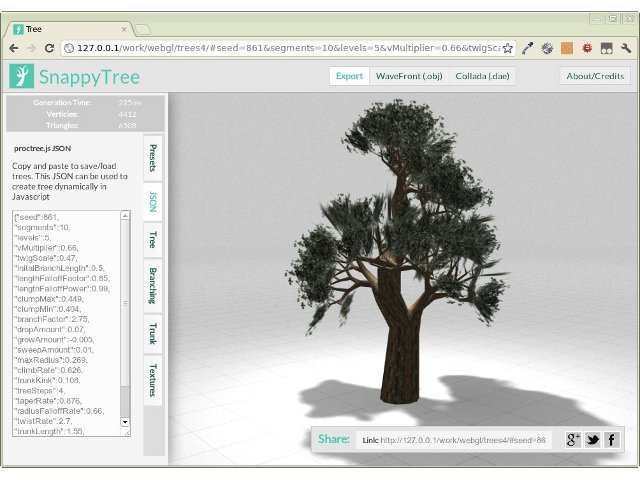 Tree
127.0.0.1/work/webgl/trees4/#seed=861&segments=10&levels=5&vMultiplier=0.66&twigSca
SnappyTree
Export WaveFront (.obj) Collada (.dae) About/Credits
Generation Time: 225ms
Verticies: 4412
Triangles: 6508
proctree.js JSON
Copy and paste to save/load
trees. This JSON can be used to
create tree dynamically in
Javascript
{"seed":861,
"segments":10,
"levels":5,
"vMultiplier":0.66,
"twigScale":0.47,
"initalBranchLength":0.5,
"lengthFalloffFactor":0.85,
"lengthFalloffPower":0.99,
"clumpMax":0.449,
"clumpMin":0.404,
"branchFactor":2.75,
"dropAmount":0.07,
"growAmount":-0.005,
"sweepAmount":0.01,
"maxRadius":0.269,
"climbRate":0.626,
"trunkKink":0.108,
"treeSteps":4,
"taperRate":0.876,
"radiusFalloffRate":0.66,
"twistRate":2.7,
"trunkLength":1.55,
Presets
JSON
Tree
Branching
Trunk
Textures
Share: Link: http://127.0.0.1/work/webgl/trees4/#seed=86